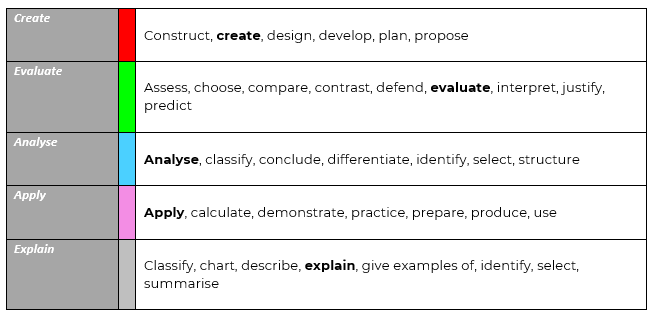 Create
Construct, create, design, develop, plan, propose
Evaluate
Assess, choose, compare, contrast, defend, evaluate, interpret, justify,
predict
Analyse
Analyse, classify, conclude, differentiate, identify, select, structure
Apply
Apply, calculate, demonstrate, practice, prepare, produce, use
Explain
Classify, chart, describe, explain, give examples of, identify, select,
summarise